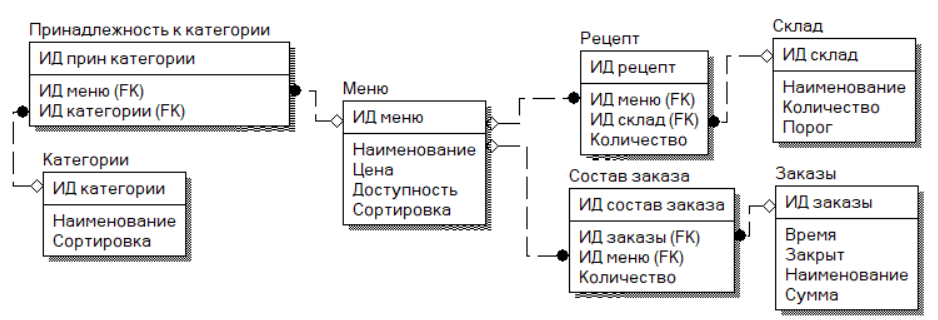 Принадлежность к категории
ИД прин категории
ИД меню (FK)
ИД категории (FK)
Категории
ИД категории
Наименование
Сортировка
Меню
ИД меню
Наименование
Цена
Доступность
Сортировка
Рецепт
ИД рецепт
ИД меню (FK)
ИД склад (FK)
Количество
Склад
ИД склад
Наименование
Количество
Порог
Состав заказа
ИД состав заказа
ИД заказы (FK)
ИД меню (FK)
Количество
Заказы
ИД заказы
Время
Закрыт
Наименование
Сумма